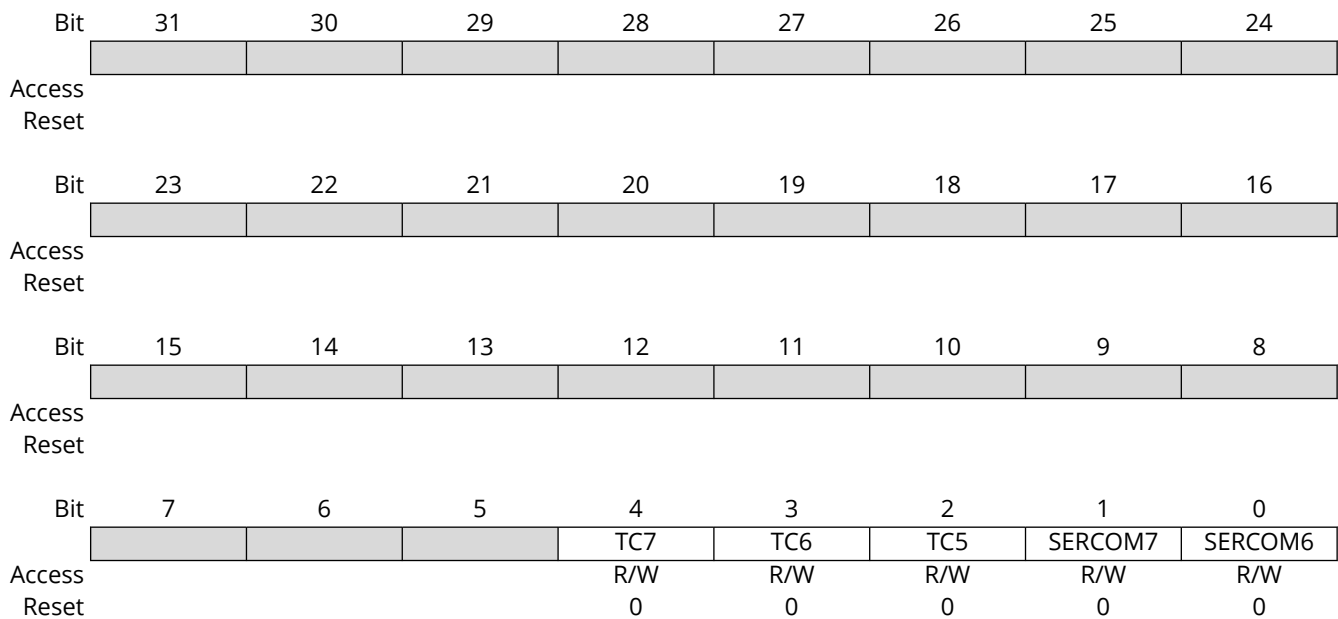 Bit 31 30 29 28 27 26 25 24
Access
Reset
Bit 23 22 21 20 19 18 17 16
Access
Reset
Bit 15 14 13 12 11 10 9 8
Access
Reset
Bit 7 6 5 4 3 2 1 0
TC7 TC6 TC5 SERCOM7 SERCOM6
Access R/W R/W R/W R/W R/W
Reset 0 0 0 0 0